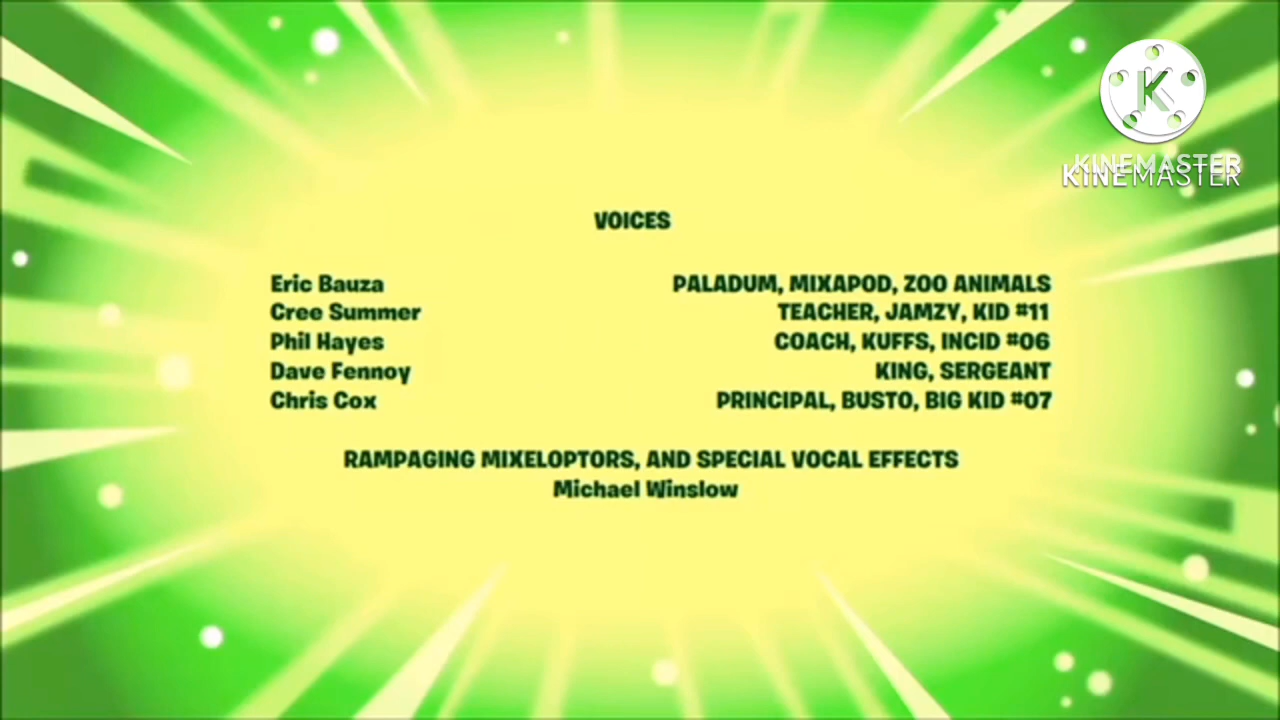 K
KINEMASTER
KINEMASTER
VOICES
Eric Bauza PALADUM, MIXAPOD, ZOO ANIMALS
Cree Summer TEACHER, JAMZY, KID #11
Phil Hayes COACH, KUFFS, INCID #06
Dave Fennoy KING, SERGEANT
Chris Cox PRINCIPAL, BUSTO, BIG KID #07
RAMPAGING MIXELOPTORS, AND SPECIAL VOCAL EFFECTS
Michael Winslow